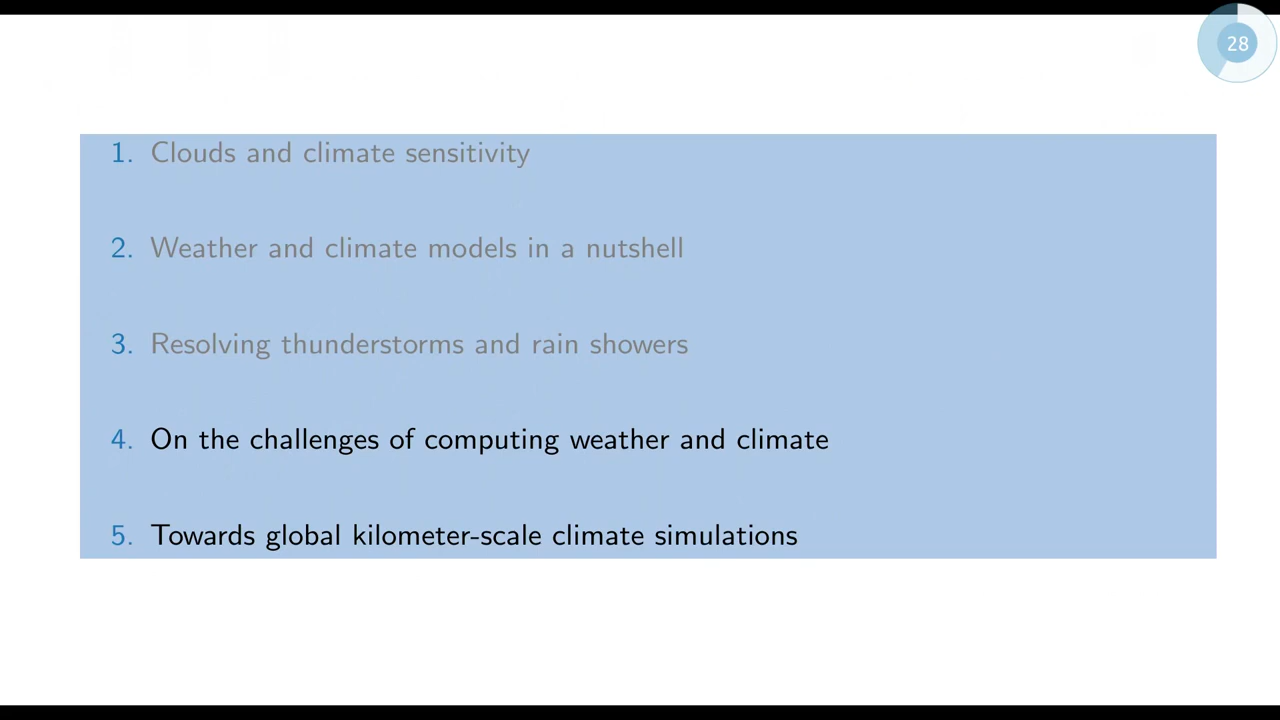 28
1. Clouds and climate sensitivity
2. Weather and climate models in a nutshell
3. Resolving thunderstorms and rain showers
4. On the challenges of computing weather and climate
5. Towards global kilometer-scale climate simulations